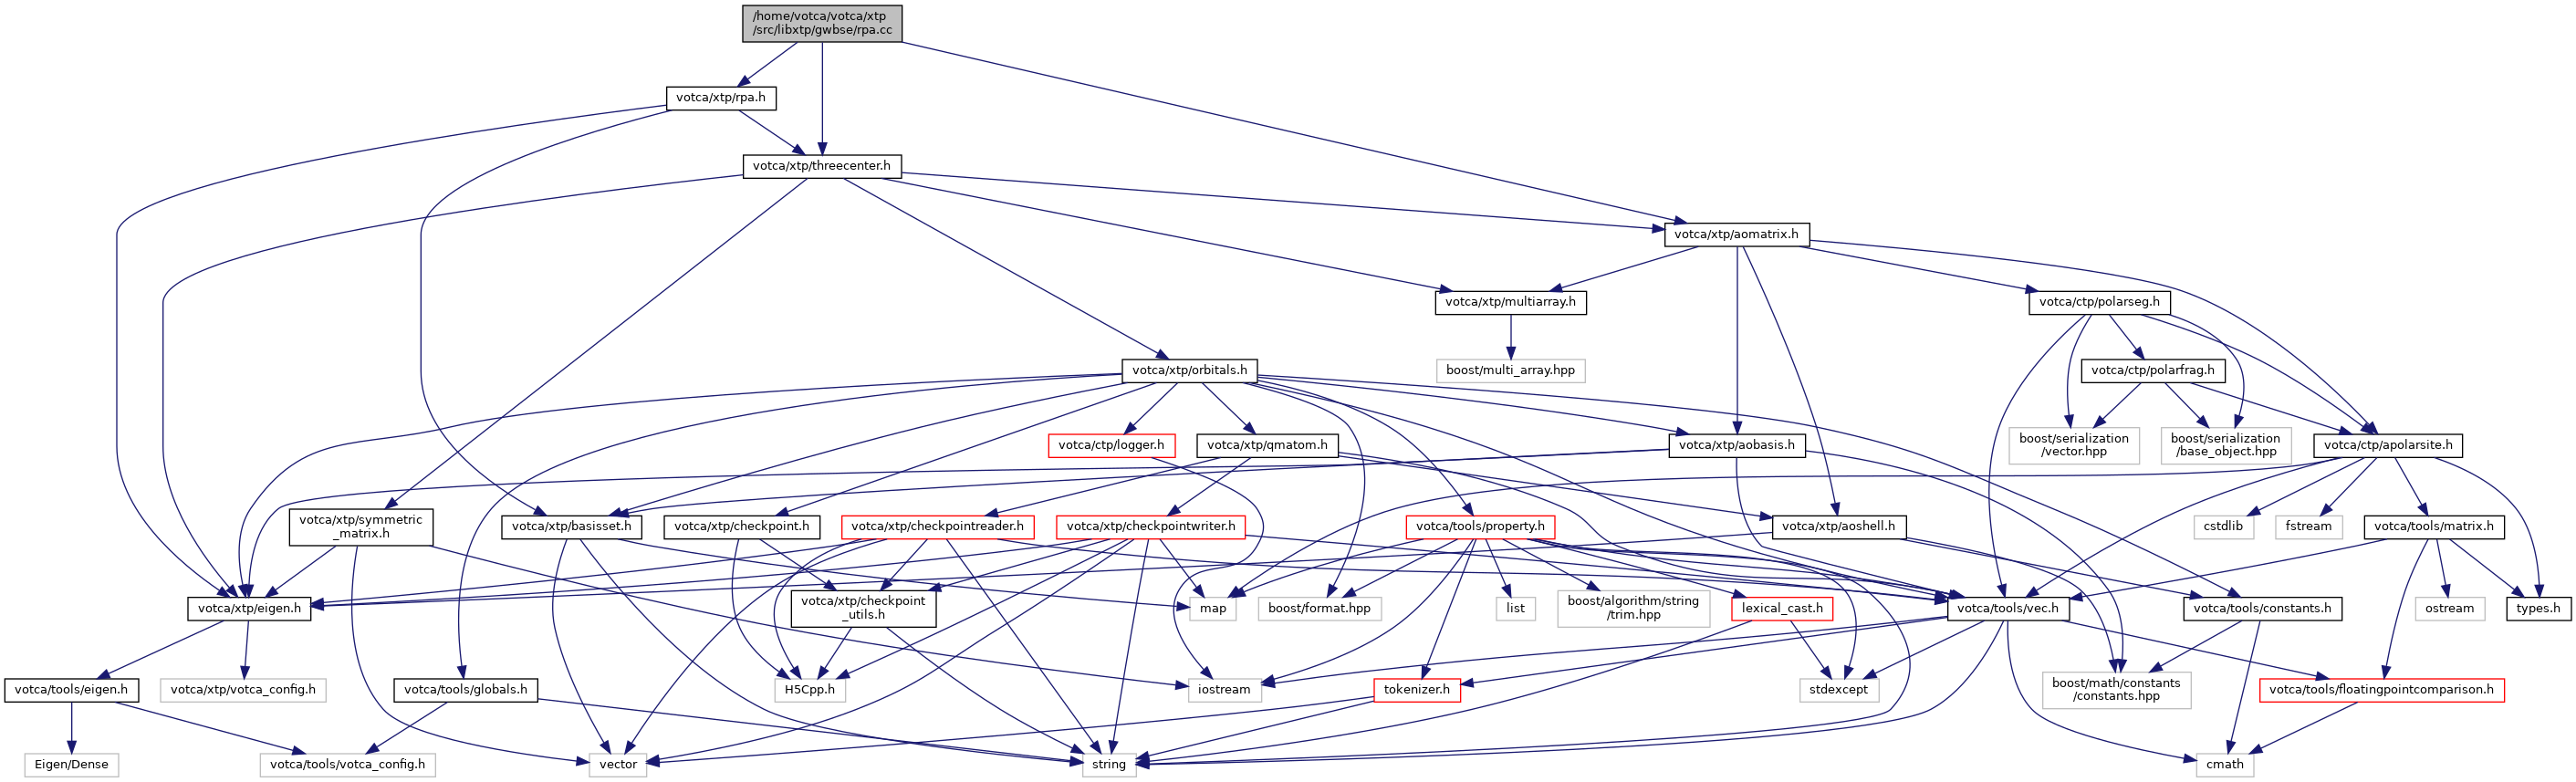 /home/votca/votca/xtp
/src/libxtp/gwbse/rpa.cc
votca/xtp/rpa.h
votca/xtp/threecenter.h
votca/xtp/aomatrix.h
votca/xtp/multiarray.h
votca/ctp/polarseg.h
votca/xtp/orbitals.h
boost/multi_array.hpp
votca/ctp/polarfrag.h
votca/ctp/logger.h
votca/xtp/qmatom.h
votca/xtp/aobasis.h
boost/serialization
/vector.hpp
boost/serialization
/base_object.hpp
votca/ctp/apolarsite.h
votca/xtp/symmetric
_matrix.h
votca/xtp/basisset.h
votca/xtp/checkpoint.h
votca/xtp/checkpointreader.h
votca/xtp/checkpointwriter.h
votca/tools/property.h
votca/xtp/aoshell.h
cstdlib
fstream
votca/tools/matrix.h
votca/xtp/eigen.h
votca/xtp/checkpoint
_utils.h
map
boost/format.hpp
list
boost/algorithm/string
/trim.hpp
lexical_cast.h
votca/tools/vec.h
votca/tools/constants.h
ostream
types.h
votca/tools/eigen.h
votca/xtp/votca_config.h
votca/tools/globals.h
H5Cpp.h
iostream
tokenizer.h
stdexcept
boost/math/constants
/constants.hpp
votca/tools/floatingpointcomparison.h
Eigen/Dense
votca/tools/votca_config.h
vector
string
cmath